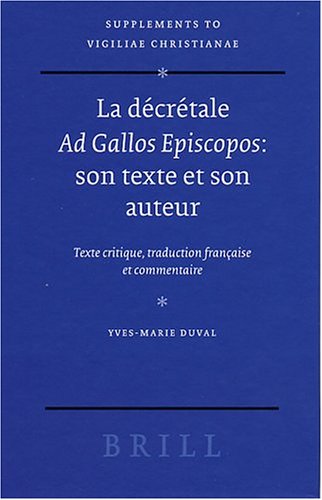 SUPPLEMENTS TO
VIGILIAE CHRISTIANAE
*
La décrétale
Ad Gallos Episcopos:
son texte et son
auteur
Texte critique, traduction française
et commentaire
*
YVES-MARIE DUVAL
BRILL